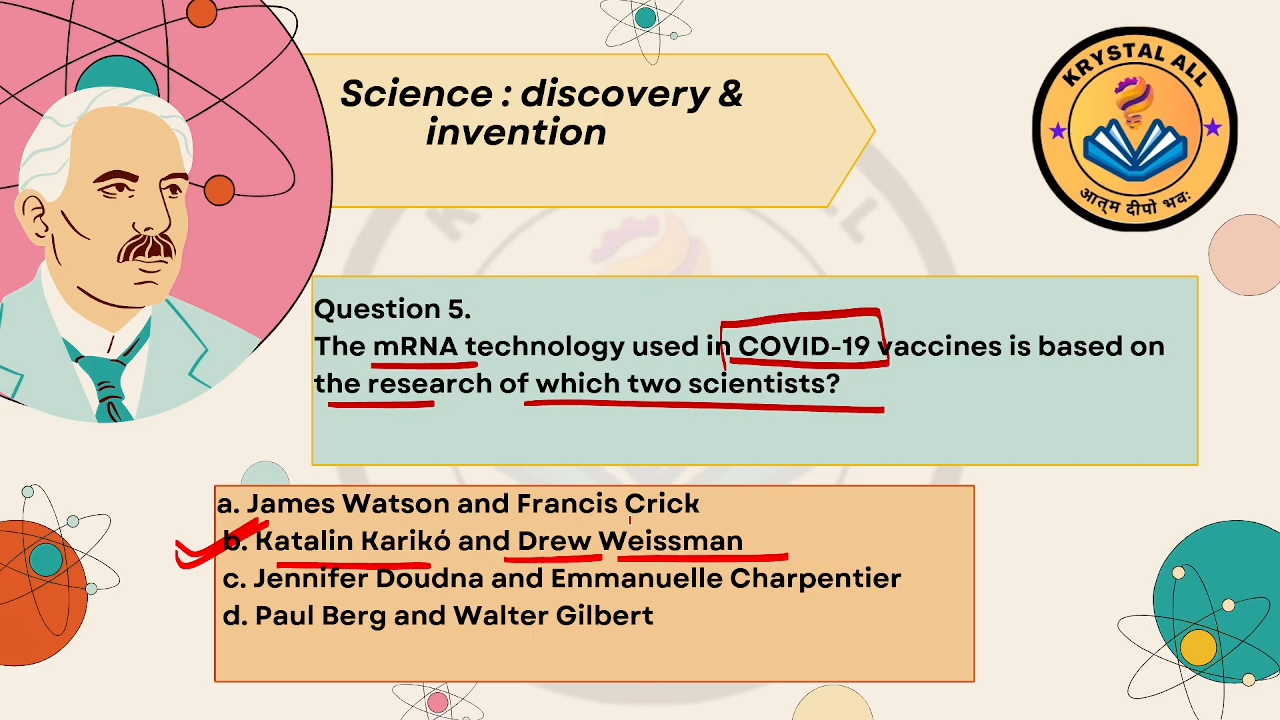 Science : discovery &
invention
KRYSTAL ALL
आत्म दीपो भवः
Question 5.
The mRNA technology used in COVID-19 vaccines is based on
the research of which two scientists?
a. James Watson and Francis Crick
b. Katalin Karikó and Drew Weissman
c. Jennifer Doudna and Emmanuelle Charpentier
d. Paul Berg and Walter Gilbert